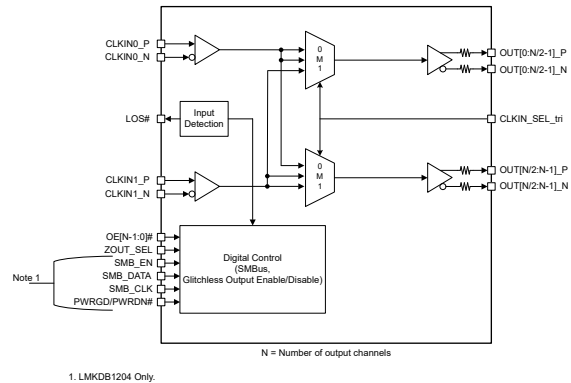 CLKIN0_P
CLKIN0_N
0
M
1
OUT[0:N/2-1]_P
OUT[0:N/2-1]_N
LOS#
Input
Detection
CLKIN_SEL_tri
CLKIN1_P
CLKIN1_N
0
M
1
OUT[N/2:N-1]_P
OUT[N/2:N-1]_N
OE[N-1:0]#
ZOUT_SEL
SMB_EN
SMB_DATA
SMB_CLK
PWRGD/PWRDN#
Note 1
Digital Control
(SMBus,
Glitchless Output Enable/Disable)
N = Number of output channels
1. LMKDB1204 Only.